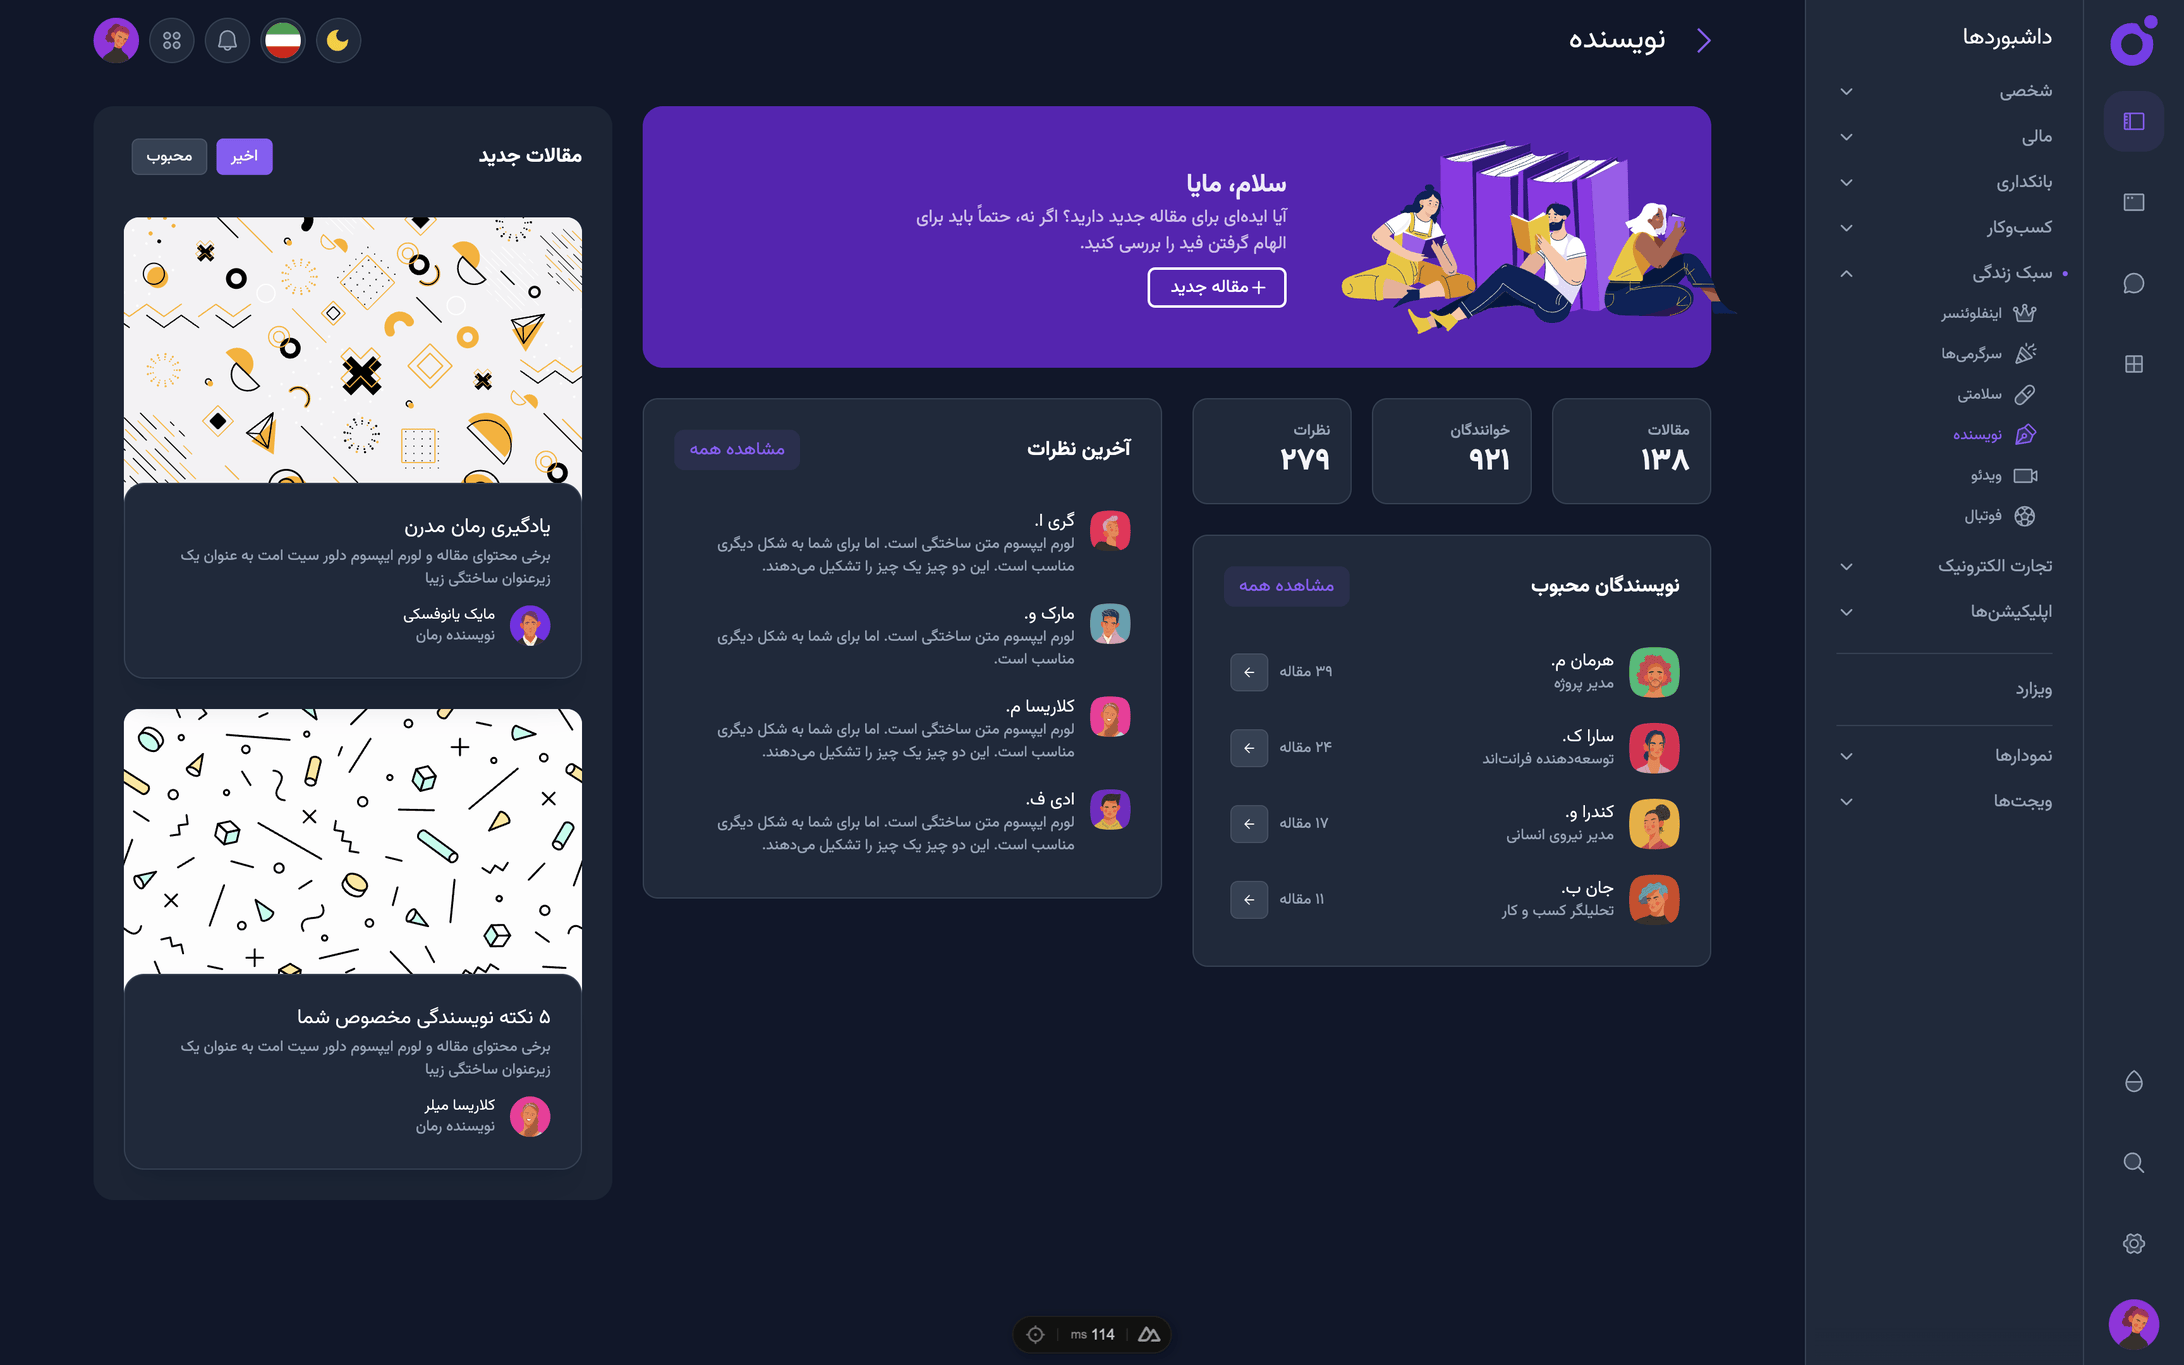 داشبوردها
شخصی
مالی
بانکداری
کسب‌وکار
سبک زندگی
اینفلوئنسر
سرگرمی‌ها
سلامتی
نویسنده
ویدئو
فوتبال
تجارت الکترونیک
اپلیکیشن‌ها
ویزارد
نمودارها
ویجت‌ها
نویسنده
سلام، مایا
آیا ایده‌ای برای مقاله جدید دارید؟ اگر نه، حتماً باید برای
الهام گرفتن فید را بررسی کنید.
مقاله جدید
مقالات
۱۳۸
خوانندگان
۹۲۱
نظرات
۲۷۹
نویسندگان محبوب
مشاهده همه
هرمان م.
مدیر پروژه
۳۹ مقاله
سارا ک.
توسعه‌دهنده فرانت‌اند
۲۴ مقاله
کندرا و.
مدیر نیروی انسانی
۱۷ مقاله
جان ب.
تحلیلگر کسب و کار
۱۱ مقاله
آخرین نظرات
مشاهده همه
گری ا.
لورم ایپسوم متن ساختگی است. اما برای شما به شکل دیگری
مناسب است. این دو چیز یک چیز را تشکیل می‌دهند.
مارک و.
لورم ایپسوم متن ساختگی است. اما برای شما به شکل دیگری
مناسب است.
کلاریسا م.
لورم ایپسوم متن ساختگی است. اما برای شما به شکل دیگری
مناسب است. این دو چیز یک چیز را تشکیل می‌دهند.
ادی ف.
لورم ایپسوم متن ساختگی است. اما برای شما به شکل دیگری
مناسب است. این دو چیز یک چیز را تشکیل می‌دهند.
مقالات جدید
اخیر
محبوب
یادگیری رمان مدرن
برخی محتوای مقاله و لورم ایپسوم دلور سیت امت به عنوان یک
زیرعنوان ساختگی زیبا
مایک یانوفسکی
نویسنده رمان
۵ نکته نویسندگی مخصوص شما
برخی محتوای مقاله و لورم ایپسوم دلور سیت امت به عنوان یک
زیرعنوان ساختگی زیبا
کلاریسا میلر
نویسنده رمان
114 ms